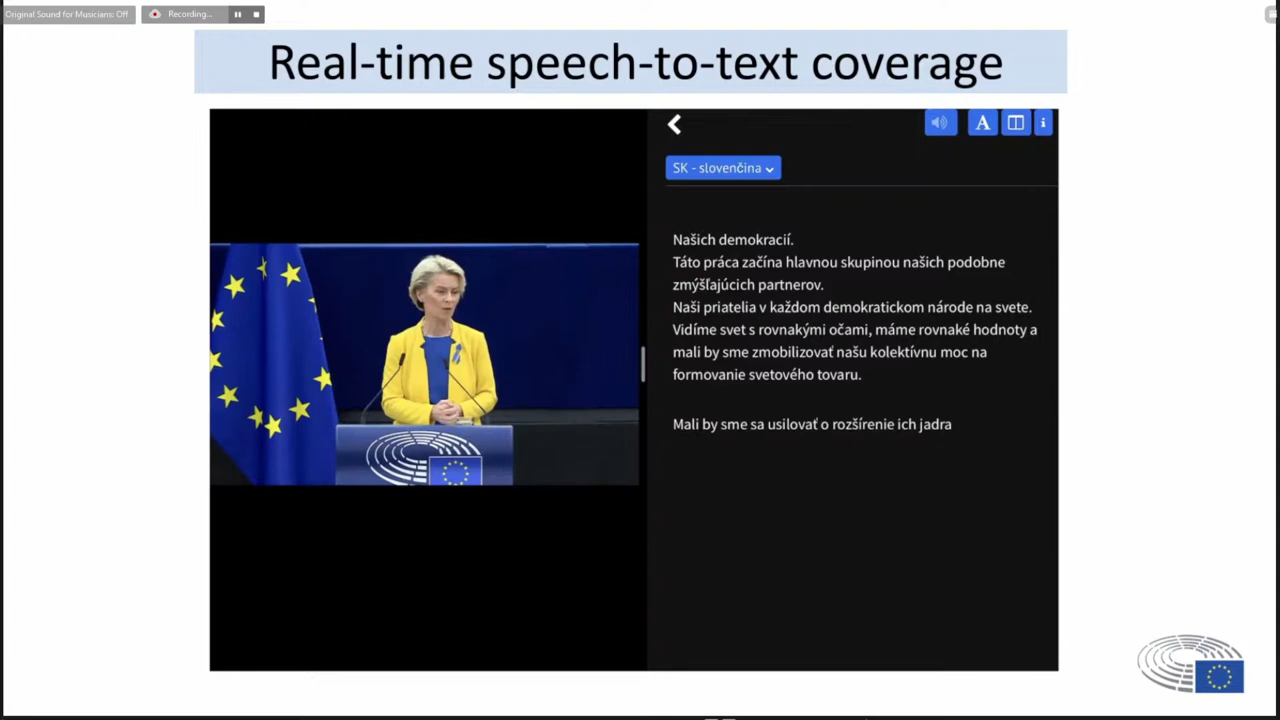 Original Sound for Musicians: Off
Recording...
Real-time speech-to-text coverage
A
i
SK - slovenčina
Našich demokracií.
Táto práca začína hlavnou skupinou našich podobne
zmýšľajúcich partnerov.
Naši priatelia v každom demokratickom národe na svete.
Vidíme svet s rovnakými očami, máme rovnaké hodnoty a
mali by sme zmobilizovať našu kolektívnu moc na
formovanie svetového tovaru.
Mali by sme sa usilovať o rozšírenie ich jadra